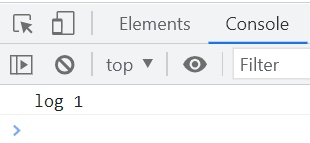 Elements Console
top ▼ Filter
log 1
>